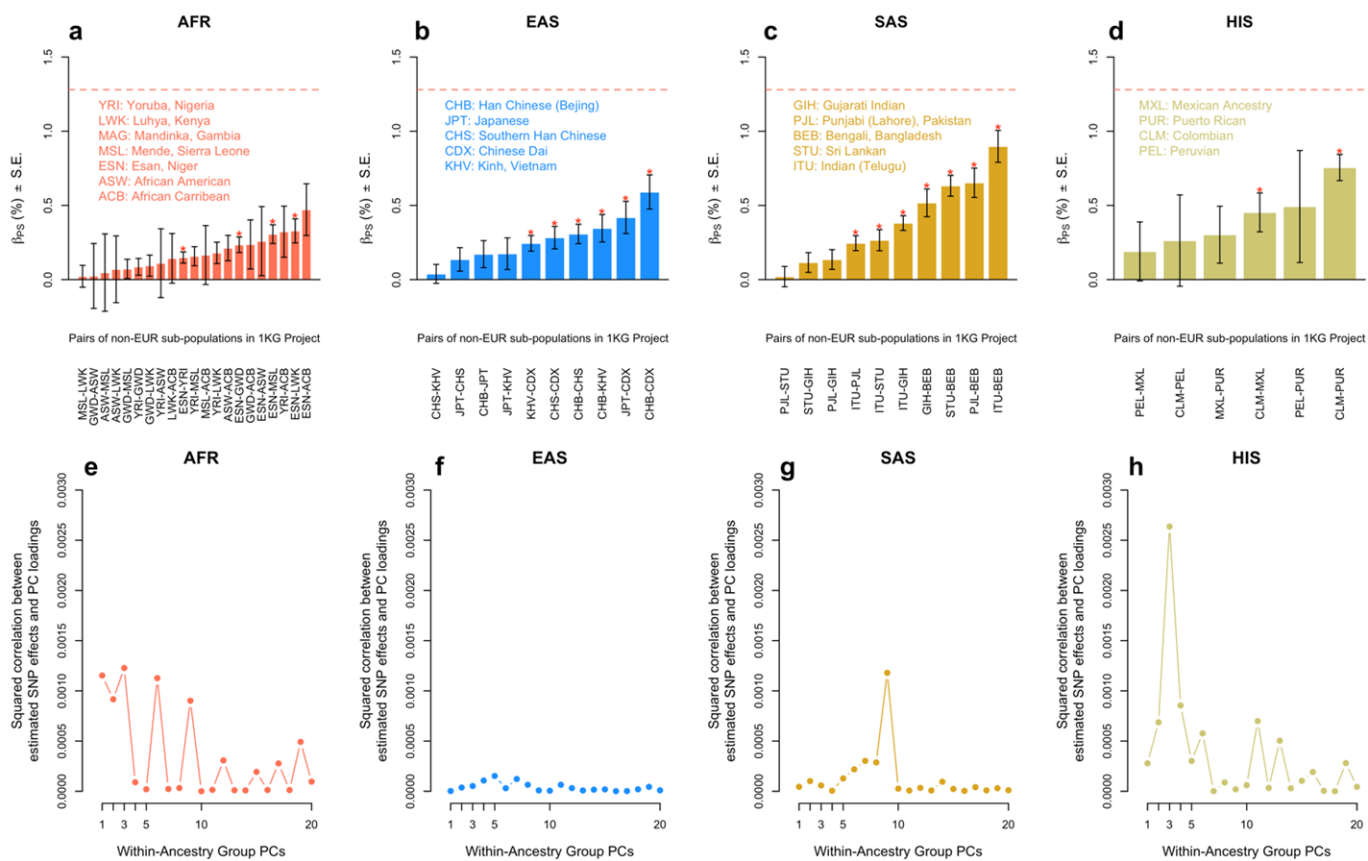 a
AFR
βPS (%) ± S.E.
0.0 0.5 1.0 1.5
YRI: Yoruba, Nigeria
LWK: Luhya, Kenya
MAG: Mandinka, Gambia
MSL: Mende, Sierra Leone
ESN: Esan, Niger
ASW: African American
ACB: African Carribean
* * * *
Pairs of non-EUR sub-populations in 1KG Project
MSL-LWK
GWD-ASW
ASW-MSL
ASW-LWK
GWD-MSL
YRI-GWD
GWD-LWK
YRI-ASW
LWK-ACB
ESN-YRI
YRI-MSL
MSL-ACB
YRI-LWK
ASW-ACB
ESN-GWD
GWD-ACB
ESN-ASW
ESN-MSL
YRI-ACB
ESN-LWK
ESN-ACB
b
EAS
βPS (%) ± S.E.
0.0 0.5 1.0 1.5
CHB: Han Chinese (Bejing)
JPT: Japanese
CHS: Southern Han Chinese
CDX: Chinese Dai
KHV: Kinh, Vietnam
* * * * * *
Pairs of non-EUR sub-populations in 1KG Project
CHS-KHV
JPT-CHS
CHB-JPT
JPT-KHV
KHV-CDX
CHS-CDX
CHB-CHS
CHB-KHV
JPT-CDX
CHB-CDX
c
SAS
βPS (%) ± S.E.
0.0 0.5 1.0 1.5
GIH: Gujarati Indian
PJL: Punjabi (Lahore), Pakistan
BEB: Bengali, Bangladesh
STU: Sri Lankan
ITU: Indian (Telugu)
* * * * * * *
Pairs of non-EUR sub-populations in 1KG Project
PJL-STU
STU-GIH
PJL-GIH
ITU-PJL
ITU-STU
ITU-GIH
GIH-BEB
STU-BEB
PJL-BEB
ITU-BEB
d
HIS
βPS (%) ± S.E.
0.0 0.5 1.0 1.5
MXL: Mexican Ancestry
PUR: Puerto Rican
CLM: Colombian
PEL: Peruvian
* *
Pairs of non-EUR sub-populations in 1KG Project
PEL-MXL
CLM-PEL
MXL-PUR
CLM-MXL
PEL-PUR
CLM-PUR
e
AFR
Squared correlation between
estimated SNP effects and PC loadings
0.0000 0.0005 0.0010 0.0015 0.0020 0.0025 0.0030
1 3 5 10 20
Within-Ancestry Group PCs
f
EAS
Squared correlation between
estimated SNP effects and PC loadings
0.0000 0.0005 0.0010 0.0015 0.0020 0.0025 0.0030
1 3 5 10 20
Within-Ancestry Group PCs
g
SAS
Squared correlation between
estimated SNP effects and PC loadings
0.0000 0.0005 0.0010 0.0015 0.0020 0.0025 0.0030
1 3 5 10 20
Within-Ancestry Group PCs
h
HIS
Squared correlation between
estimated SNP effects and PC loadings
0.0000 0.0005 0.0010 0.0015 0.0020 0.0025 0.0030
1 3 5 10 20
Within-Ancestry Group PCs